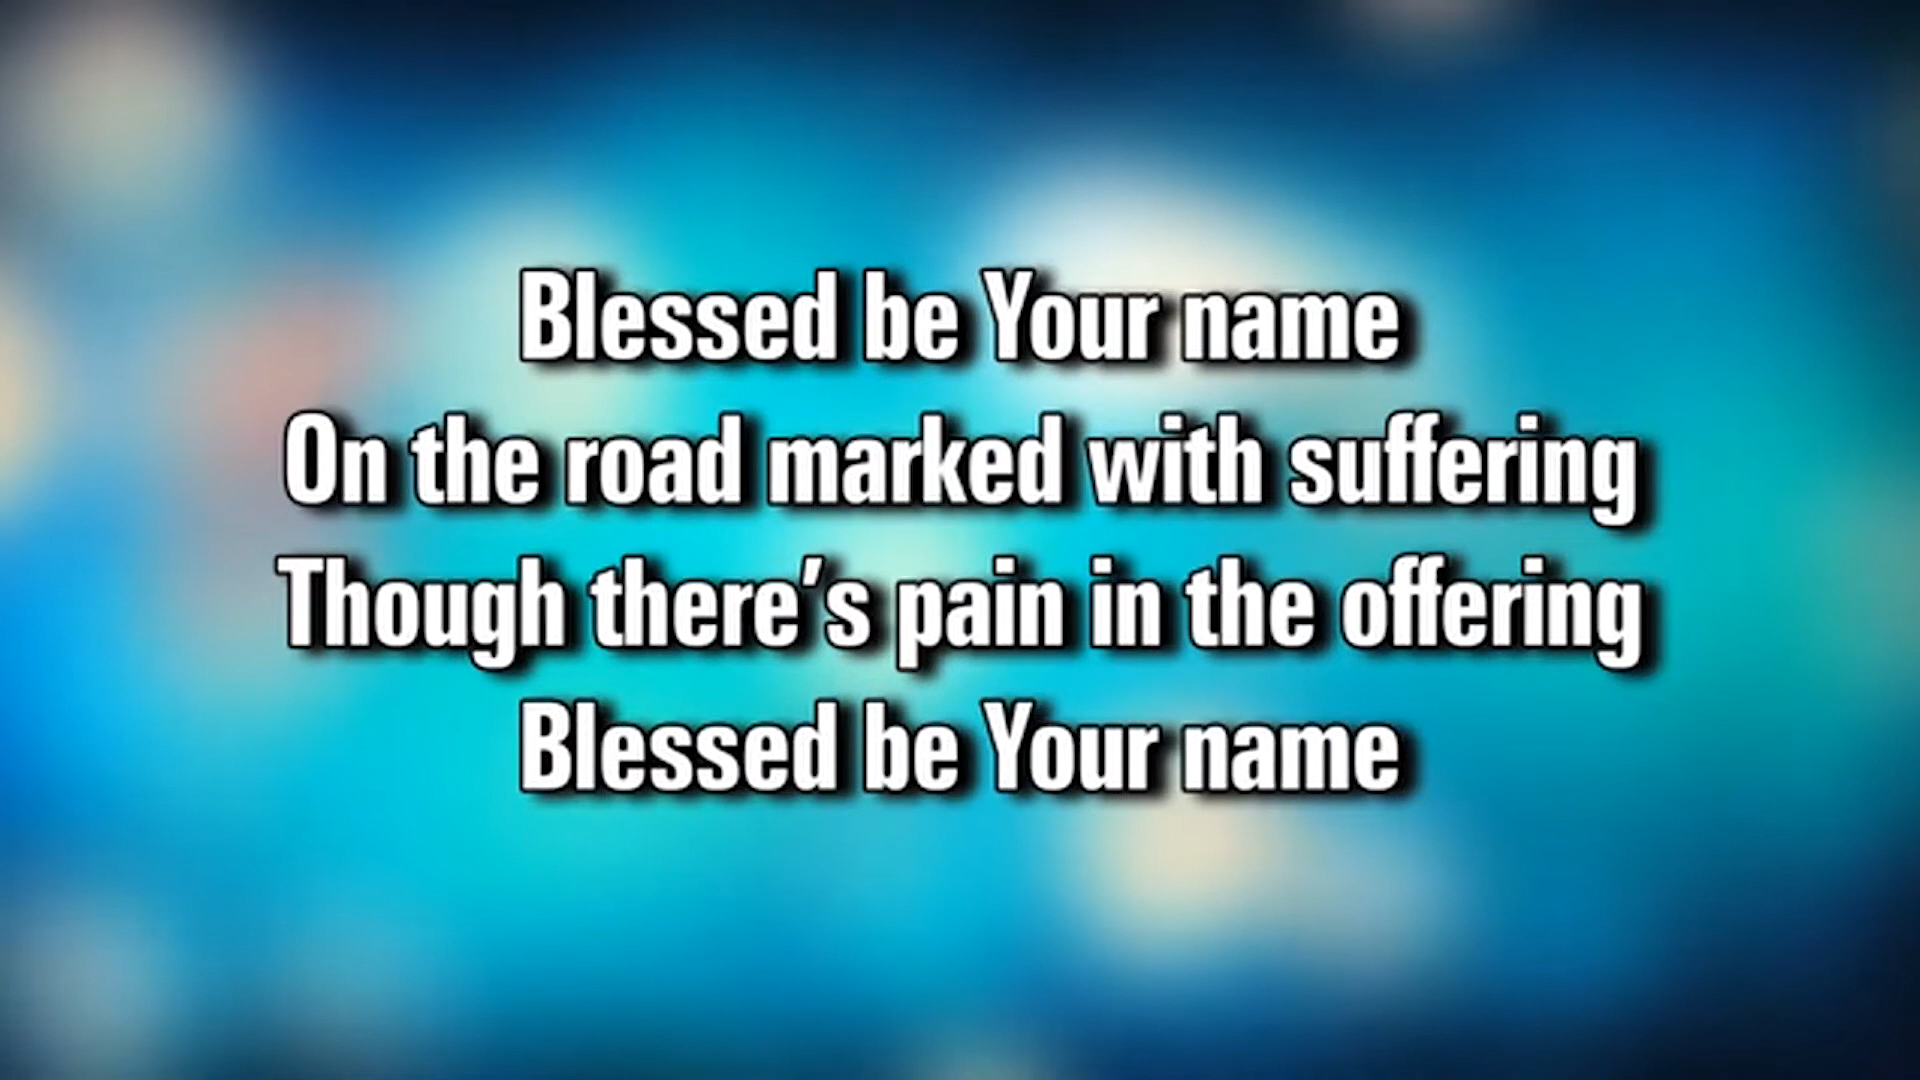 Blessed be Your name
On the road marked with suffering
Though there's pain in the offering
Blessed be Your name